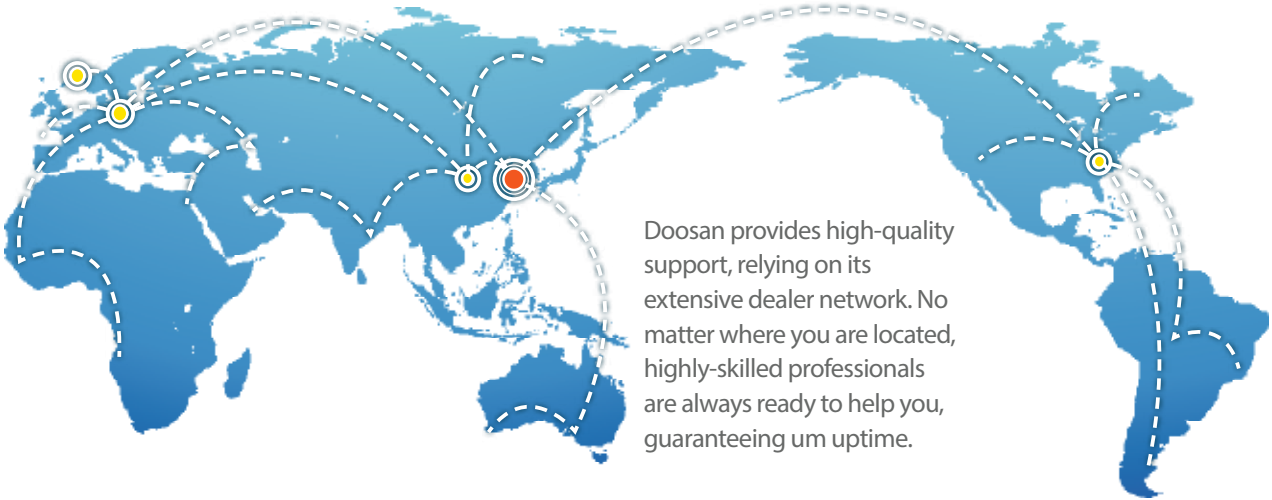 Doosan provides high-quality
support, relying on its
extensive dealer network. No
matter where you are located,
highly-skilled professionals
are always ready to help you,
guaranteeing um uptime.